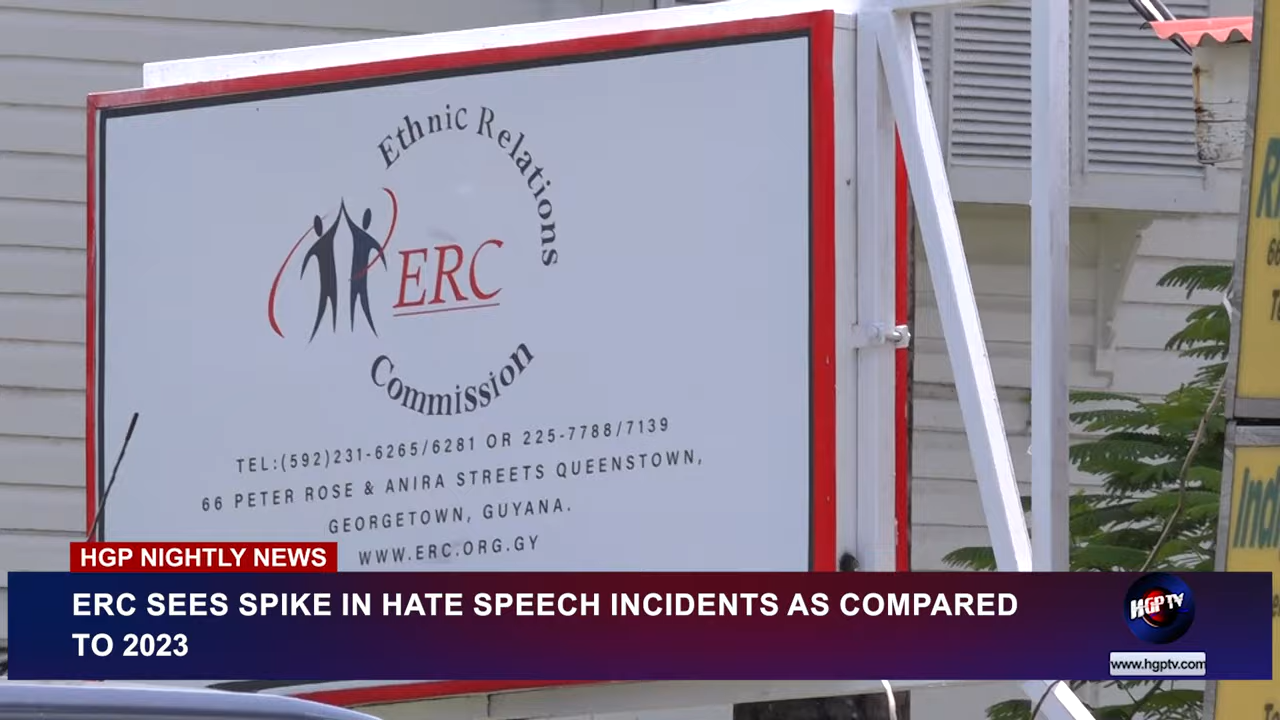 Ethnic Relations
ERC
Commission
TEL:(592)231-6265/6281 OR 225-7788/7139
66 PETER ROSE & ANIRA STREETS QUEENSTOWN,
GEORGETOWN, GUYANA.
WWW.ERC.ORG.GY
HGP NIGHTLY NEWS
ERC SEES SPIKE IN HATE SPEECH INCIDENTS AS COMPARED
TO 2023
HGP TV
www.hgptv.com